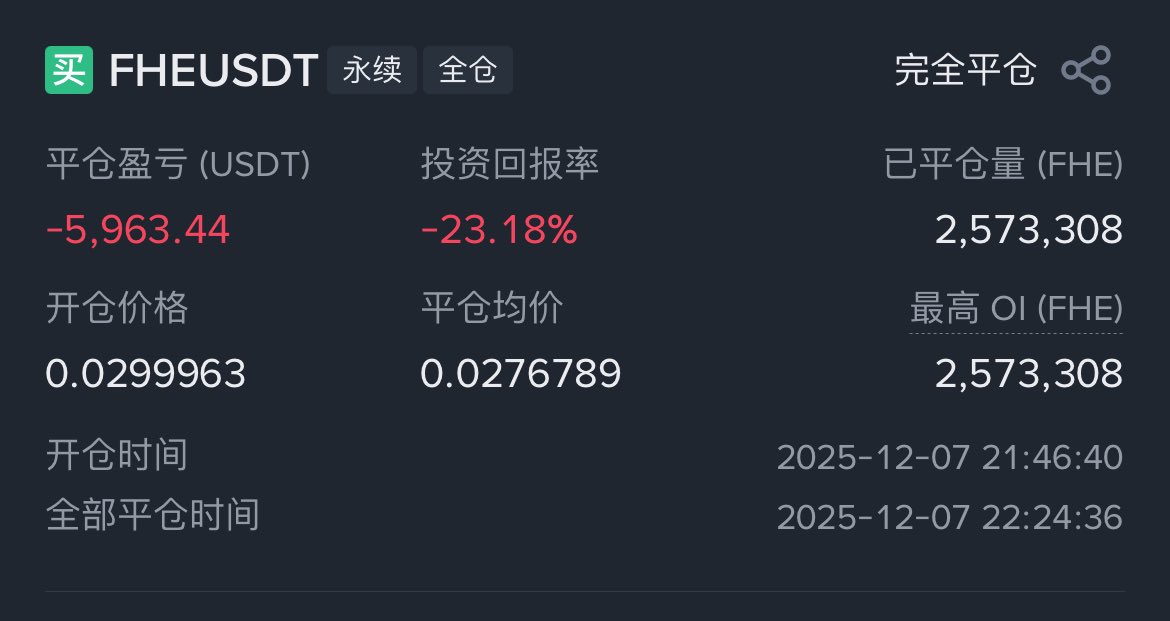 买 FHEUSDT 永续 全仓 完全平仓
平仓盈亏 (USDT) 投资回报率 已平仓量 (FHE)
-5,963.44 -23.18% 2,573,308
开仓价格 平仓均价 最高 OI (FHE)
0.0299963 0.0276789 2,573,308
开仓时间 2025-12-07 21:46:40
全部平仓时间 2025-12-07 22:24:36